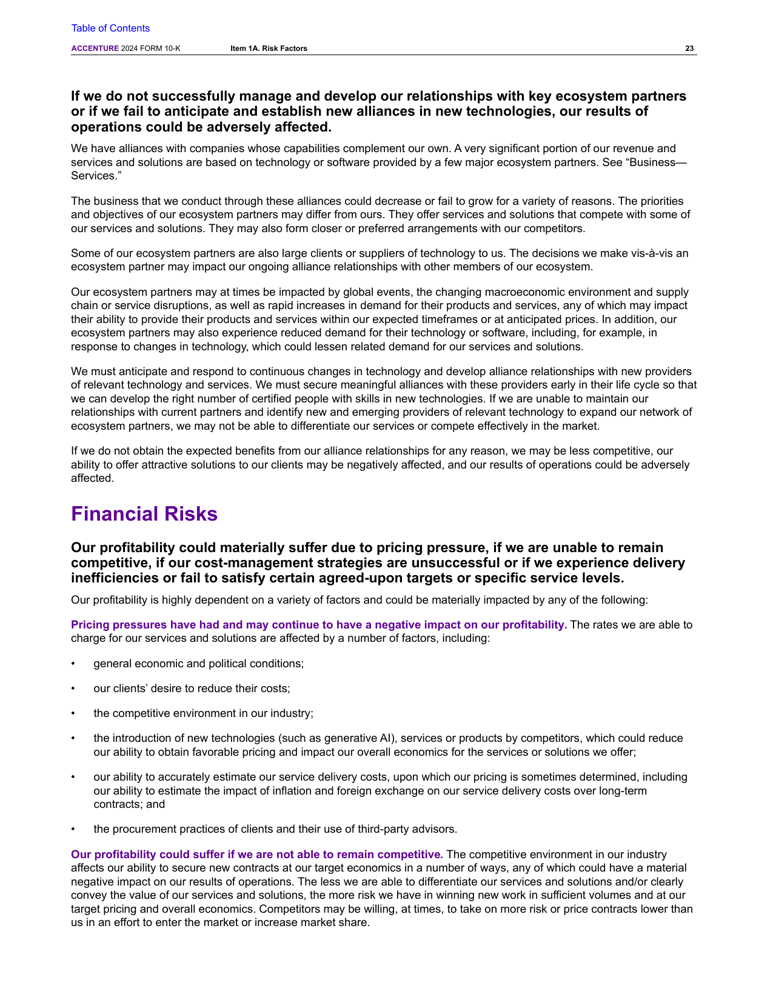 Table of Contents
ACCENTURE 2024 FORM 10-K Item 1A. Risk Factors 23
If we do not successfully manage and develop our relationships with key ecosystem partners
or if we fail to anticipate and establish new alliances in new technologies, our results of
operations could be adversely affected.
We have alliances with companies whose capabilities complement our own. A very significant portion of our revenue and
services and solutions are based on technology or software provided by a few major ecosystem partners. See “Business—
Services.”
The business that we conduct through these alliances could decrease or fail to grow for a variety of reasons. The priorities
and objectives of our ecosystem partners may differ from ours. They offer services and solutions that compete with some of
our services and solutions. They may also form closer or preferred arrangements with our competitors.
Some of our ecosystem partners are also large clients or suppliers of technology to us. The decisions we make vis-à-vis an
ecosystem partner may impact our ongoing alliance relationships with other members of our ecosystem.
Our ecosystem partners may at times be impacted by global events, the changing macroeconomic environment and supply
chain or service disruptions, as well as rapid increases in demand for their products and services, any of which may impact
their ability to provide their products and services within our expected timeframes or at anticipated prices. In addition, our
ecosystem partners may also experience reduced demand for their technology or software, including, for example, in
response to changes in technology, which could lessen related demand for our services and solutions.
We must anticipate and respond to continuous changes in technology and develop alliance relationships with new providers
of relevant technology and services. We must secure meaningful alliances with these providers early in their life cycle so that
we can develop the right number of certified people with skills in new technologies. If we are unable to maintain our
relationships with current partners and identify new and emerging providers of relevant technology to expand our network of
ecosystem partners, we may not be able to differentiate our services or compete effectively in the market.
If we do not obtain the expected benefits from our alliance relationships for any reason, we may be less competitive, our
ability to offer attractive solutions to our clients may be negatively affected, and our results of operations could be adversely
affected.
Financial Risks
Our profitability could materially suffer due to pricing pressure, if we are unable to remain
competitive, if our cost-management strategies are unsuccessful or if we experience delivery
inefficiencies or fail to satisfy certain agreed-upon targets or specific service levels.
Our profitability is highly dependent on a variety of factors and could be materially impacted by any of the following:
Pricing pressures have had and may continue to have a negative impact on our profitability. The rates we are able to
charge for our services and solutions are affected by a number of factors, including:
• general economic and political conditions;
• our clients’ desire to reduce their costs;
• the competitive environment in our industry;
• the introduction of new technologies (such as generative AI), services or products by competitors, which could reduce
our ability to obtain favorable pricing and impact our overall economics for the services or solutions we offer;
• our ability to accurately estimate our service delivery costs, upon which our pricing is sometimes determined, including
our ability to estimate the impact of inflation and foreign exchange on our service delivery costs over long-term
contracts; and
• the procurement practices of clients and their use of third-party advisors.
Our profitability could suffer if we are not able to remain competitive. The competitive environment in our industry
affects our ability to secure new contracts at our target economics in a number of ways, any of which could have a material
negative impact on our results of operations. The less we are able to differentiate our services and solutions and/or clearly
convey the value of our services and solutions, the more risk we have in winning new work in sufficient volumes and at our
target pricing and overall economics. Competitors may be willing, at times, to take on more risk or price contracts lower than
us in an effort to enter the market or increase market share.